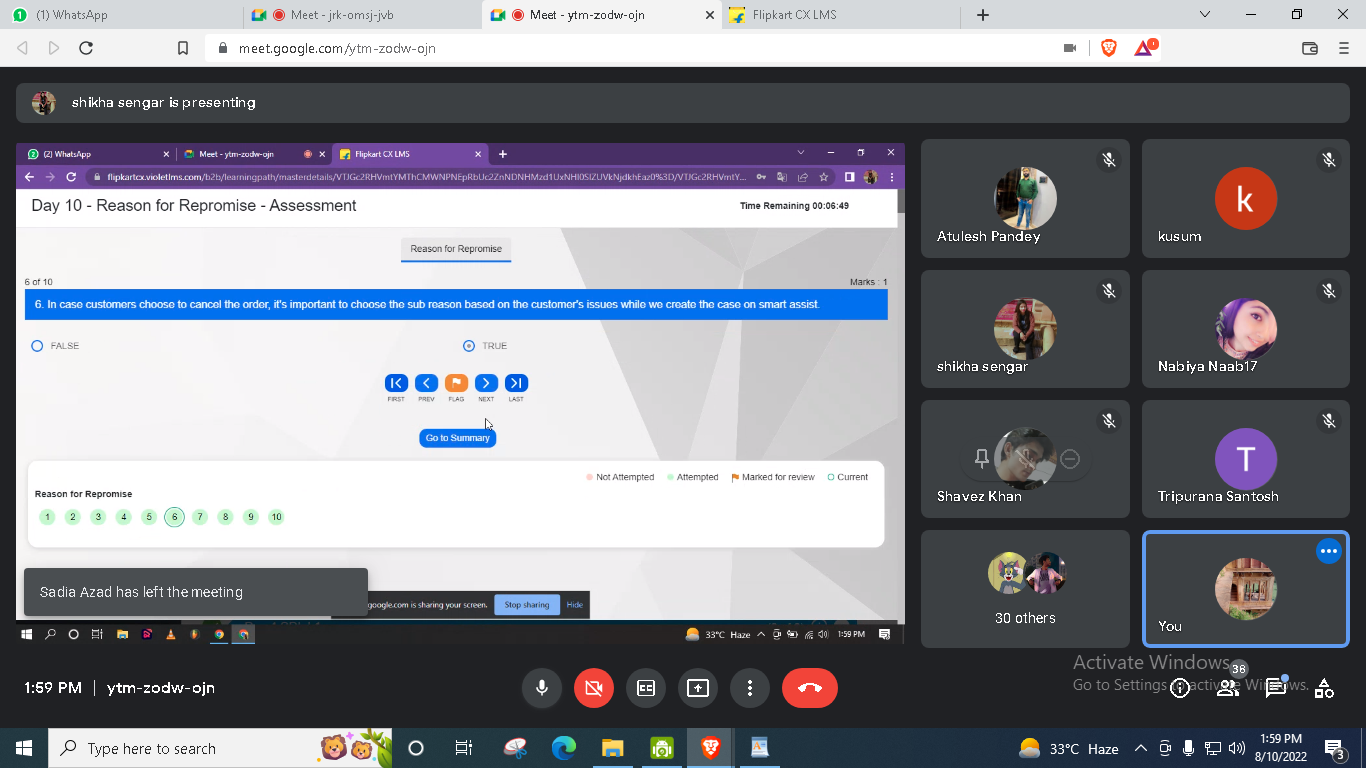 (1) WhatsApp
Meet - jrk-omsj-jvb
Meet - ytm-zodw-ojn
Flipkart CX LMS
meet.google.com/ytm-zodw-ojn
shikha sengar is presenting
(2) WhatsApp
Meet - ytm-zodw-ojn
Flipkart CX LMS
Day 10 - Reason for Repromise - Assessment
Time Remaining 00:06:49
Reason for Repromise
6 of 10
Marks : 1
6. In case customers choose to cancel the order, it's important to choose the sub reason based on the customer's issues while we create the case on smart assist.
FALSE
TRUE
FIRST
PREV
FLAG
NEXT
LAST
Go to Summary
Not Attempted
Attempted
Marked for review
Current
Reason for Repromise
1 2 3 4 5 6 7 8 9 10
Sadia Azad has left the meeting
google.com is sharing your screen.
Stop sharing
Hide
33°C Haze
1:59 PM
Atulesh Pandey
k
kusum
shikha sengar
Nabiya Naab17
Shavez Khan
T
Tripurana Santosh
30 others
You
1:59 PM | ytm-zodw-ojn
38
Activate Windows
Go to Settings to activate Windows.
Type here to search
33°C Haze
1:59 PM
8/10/2022
3